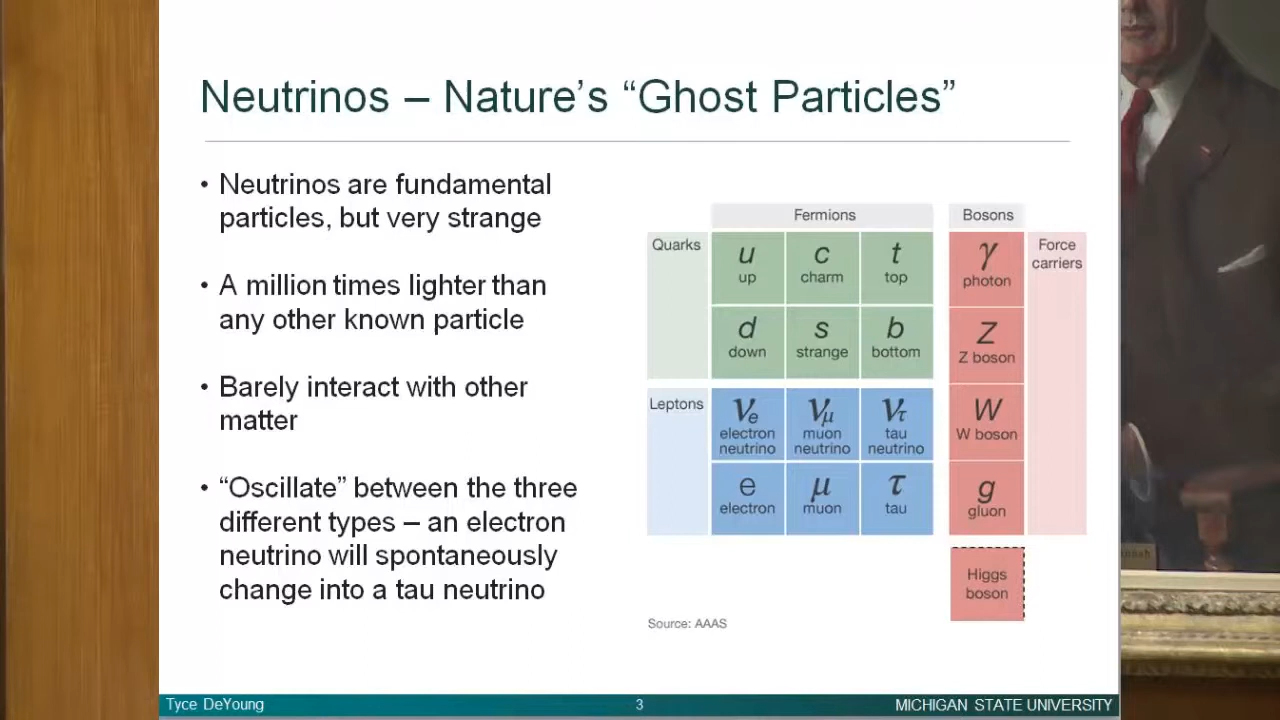 Neutrinos – Nature's “Ghost Particles”
• Neutrinos are fundamental
particles, but very strange
• A million times lighter than
any other known particle
• Barely interact with other
matter
• “Oscillate” between the three
different types – an electron
neutrino will spontaneously
change into a tau neutrino
Fermions
Bosons
Quarks
u
up
c
charm
t
top
γ
photon
Force
carriers
d
down
s
strange
b
bottom
Z
Z boson
Leptons
νe
electron
neutrino
νμ
muon
neutrino
ντ
tau
neutrino
W
W boson
e
electron
μ
muon
τ
tau
g
gluon
Higgs
boson
Source: AAAS
Tyce DeYoung
3
MICHIGAN STATE UNIVERSITY